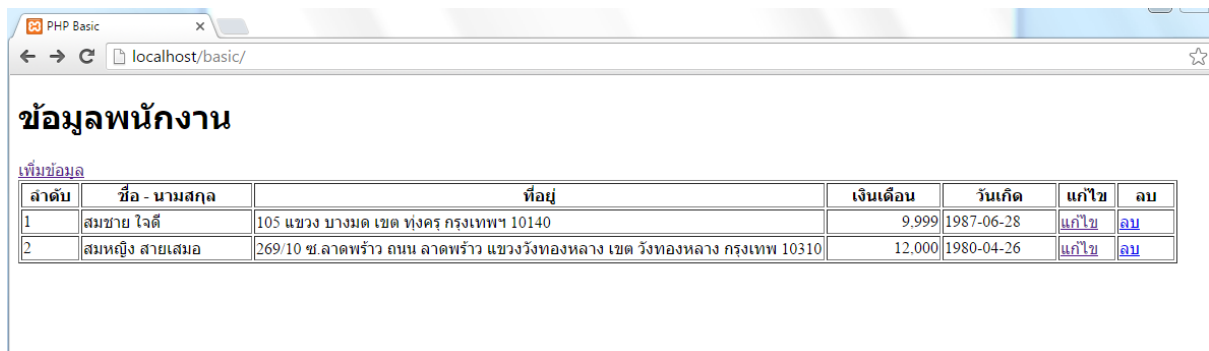 PHP Basic
localhost/basic/
ข้อมูลพนักงาน
เพิ่มข้อมูล
ลำดับ ชื่อ - นามสกุล ที่อยู่ เงินเดือน วันเกิด แก้ไข ลบ
1 สมชาย ใจดี 105 แขวง บางมด เขต ทุ่งครุ กรุงเทพฯ 10140 9,999 1987-06-28 แก้ไข ลบ
2 สมหญิง สายเสมอ 269/10 ซ.ลาดพร้าว ถนน ลาดพร้าว แขวงวังทองหลาง เขต วังทองหลาง กรุงเทพ 10310 12,000 1980-04-26 แก้ไข ลบ